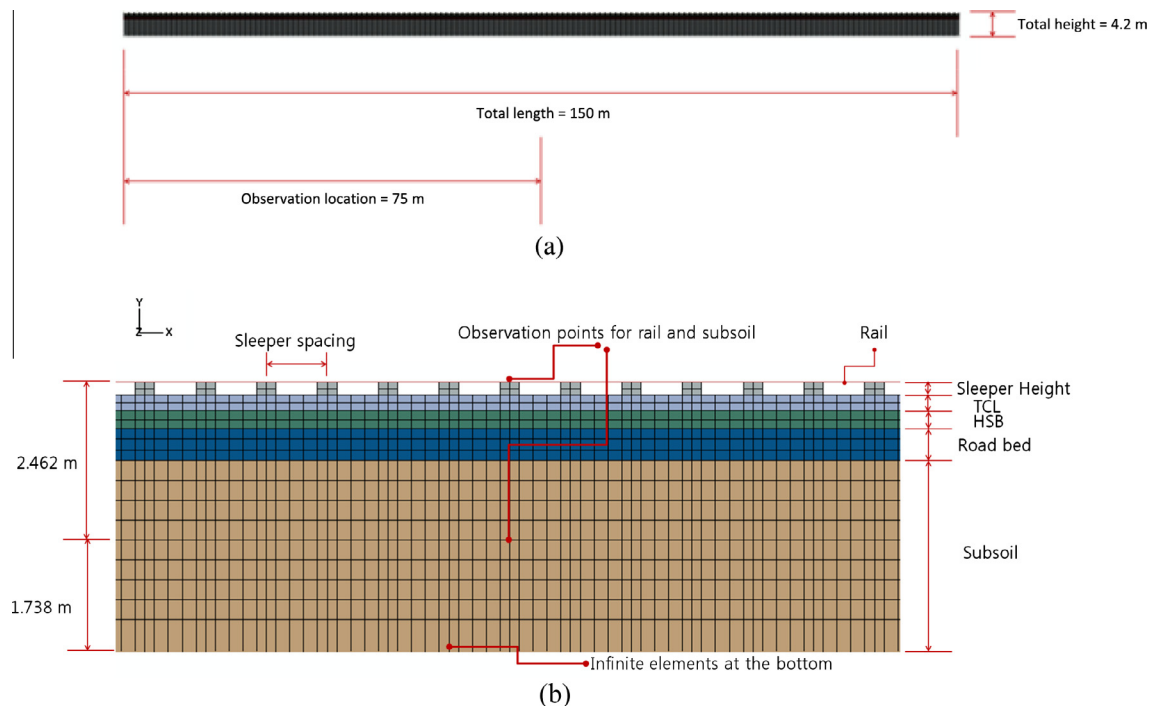 Total height = 4.2 m
Total length = 150 m
Observation location = 75 m
(a)
Y
Z X
Sleeper spacing
Observation points for rail and subsoil
Rail
Sleeper Height
TCL
HSB
Road bed
2.462 m
Subsoil
1.738 m
Infinite elements at the bottom
(b)